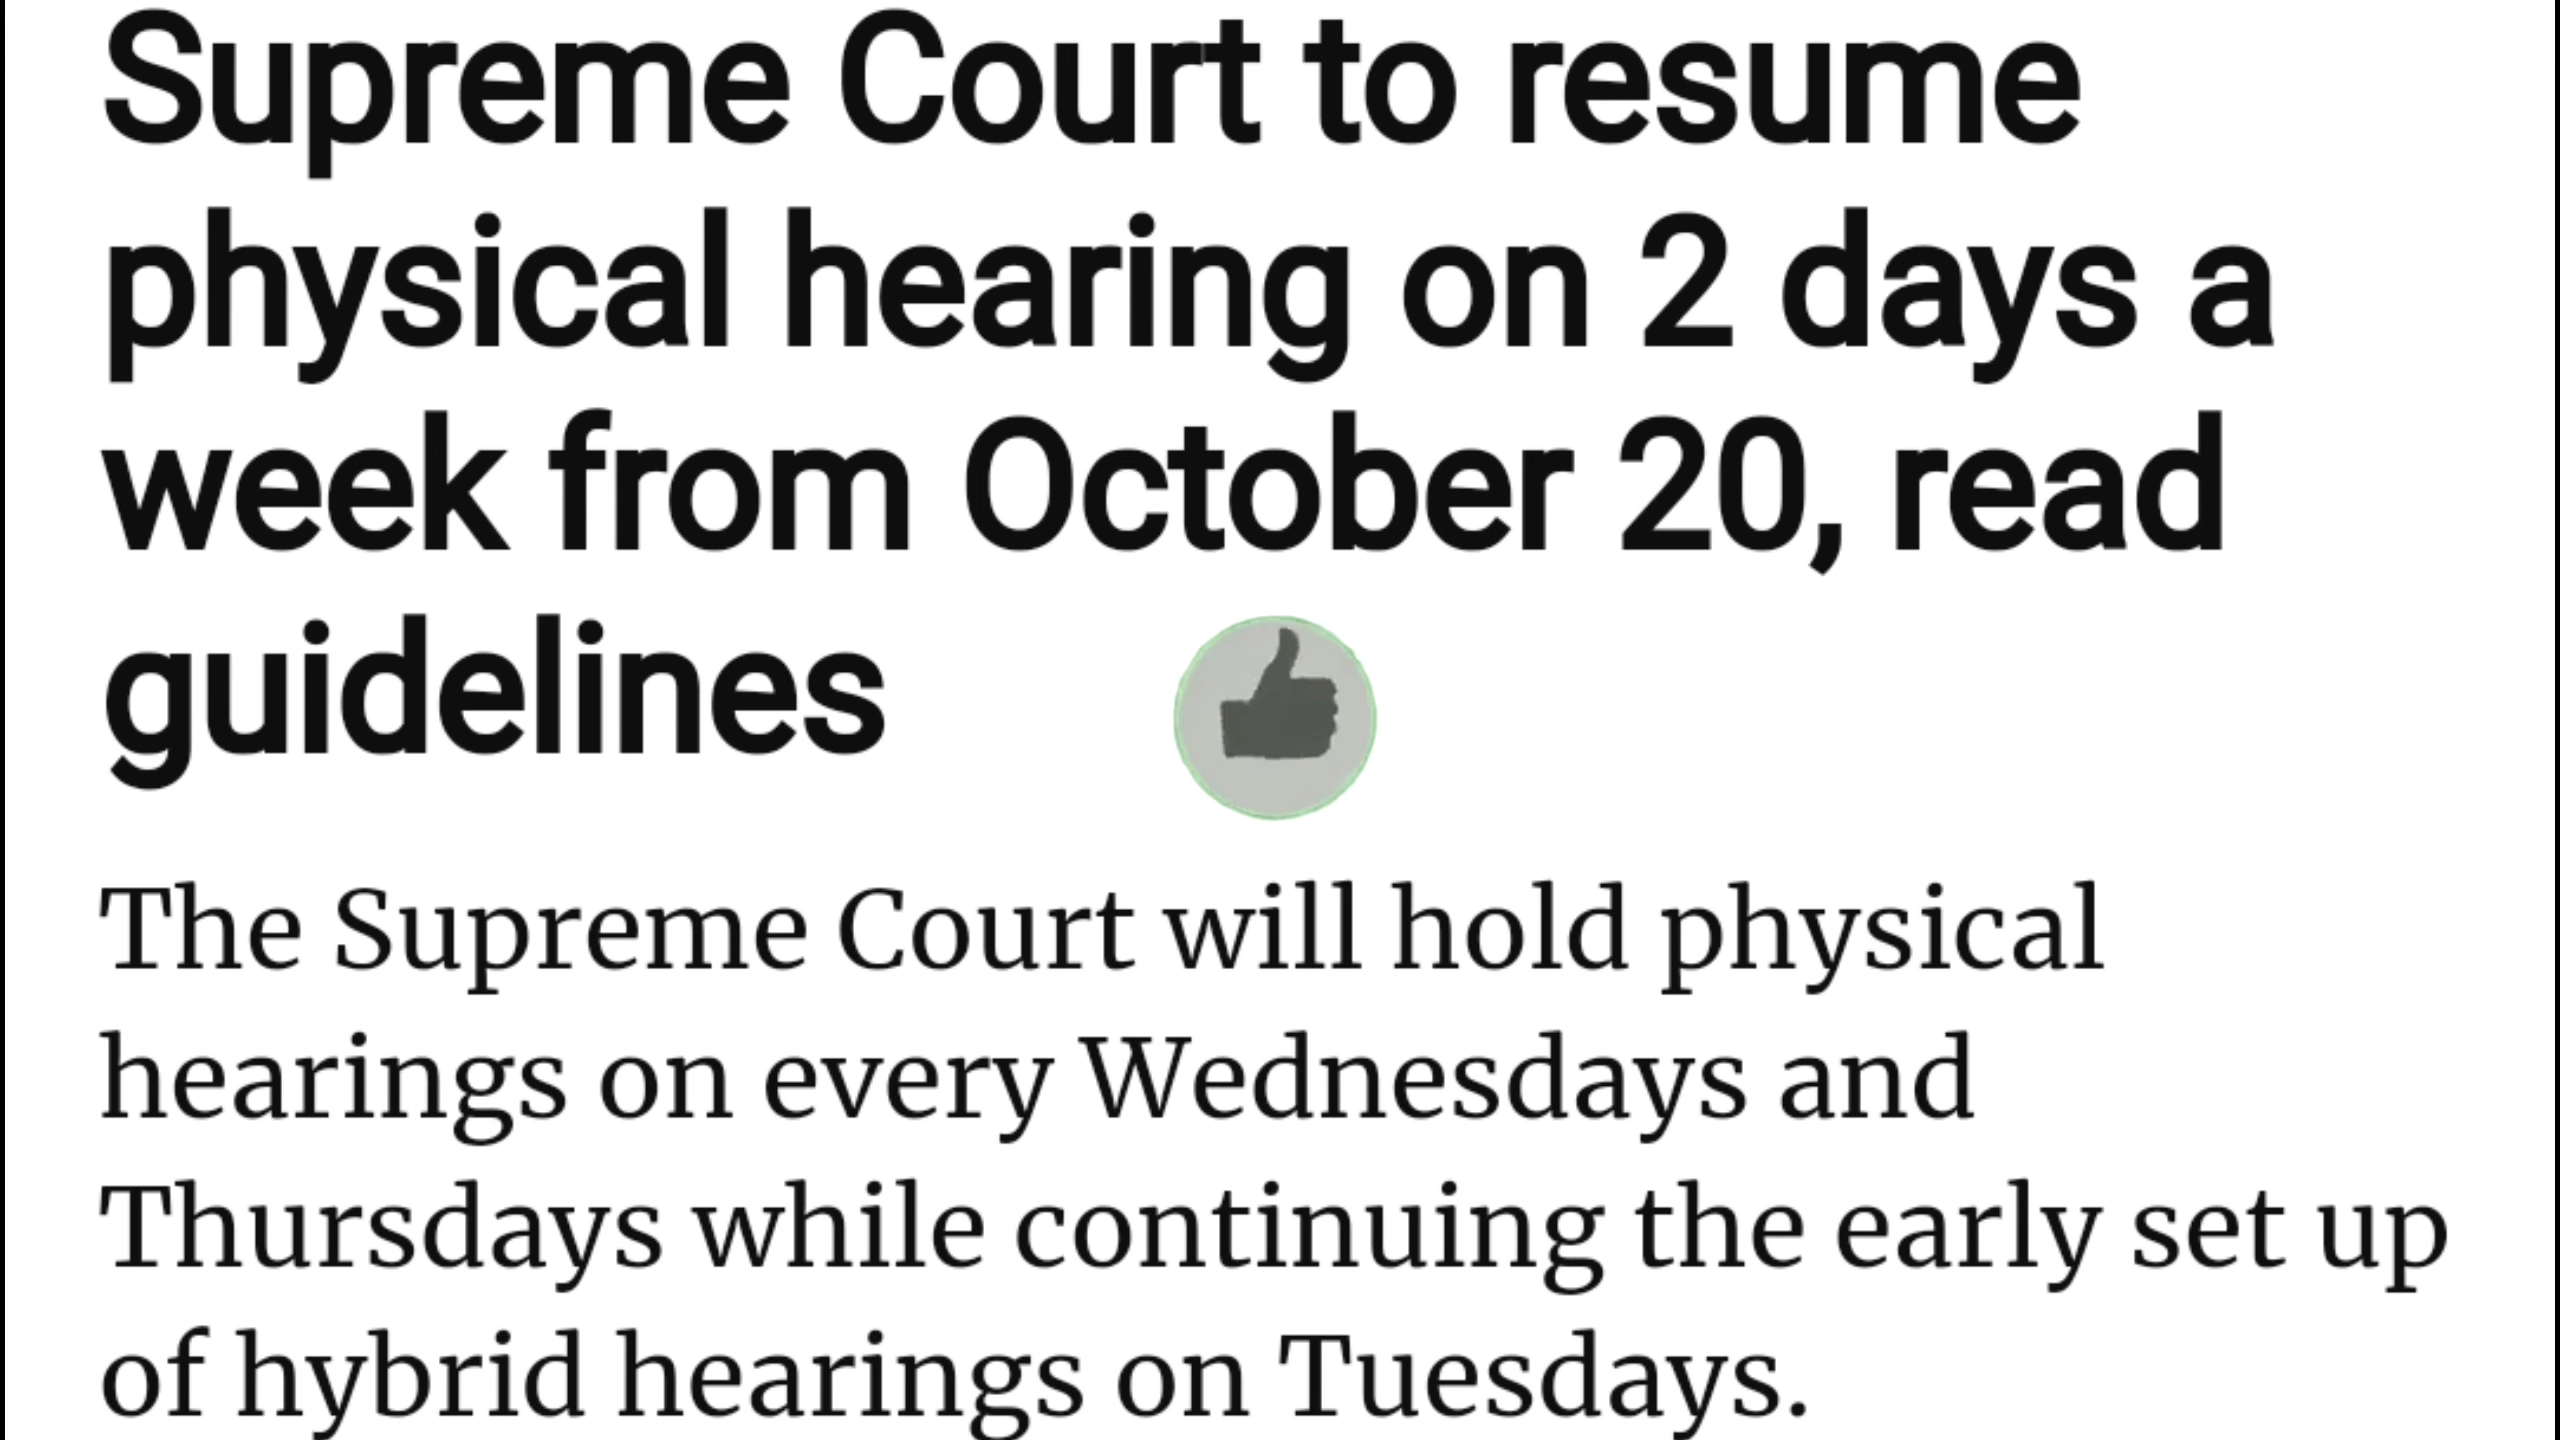 Supreme Court to resume
physical hearing on 2 days a
week from October 20, read
guidelines
The Supreme Court will hold physical
hearings on every Wednesdays and
Thursdays while continuing the early set up
of hybrid hearings on Tuesdays.